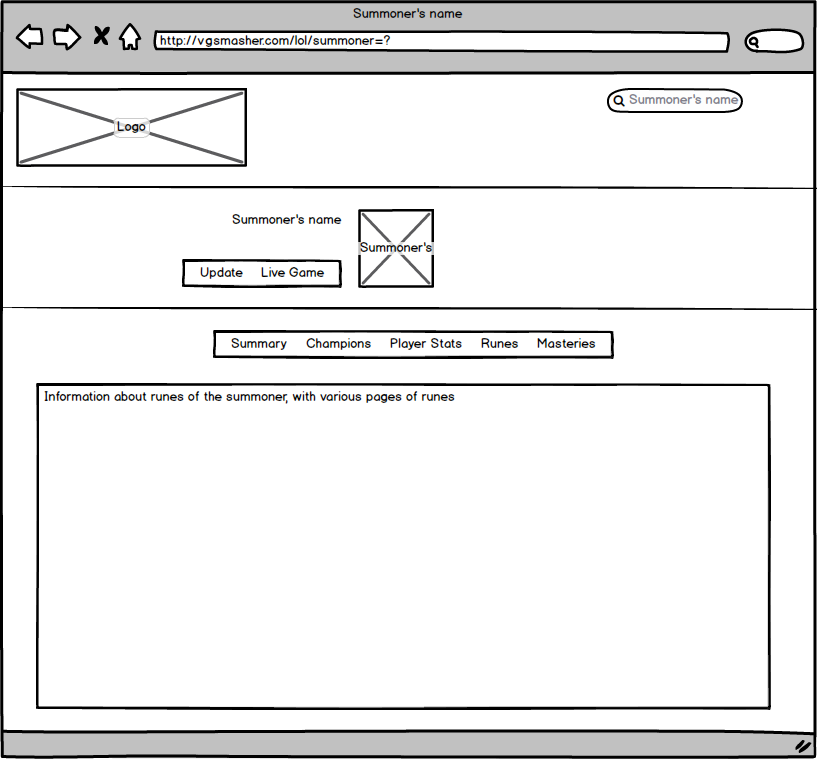 Summoner's name
http://vgsmasher.com/lol/summoner=?
Logo
Summoner's name
Summoner's name
Summoner's
Update Live Game
Summary Champions Player Stats Runes Masteries
Information about runes of the summoner, with various pages of runes